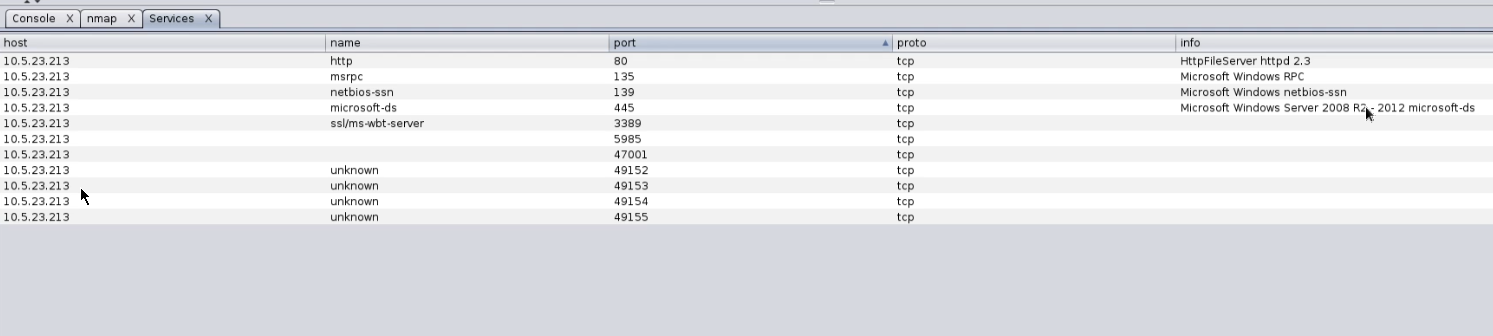 Console X nmap X Services X
host name port proto info
10.5.23.213 http 80 tcp HttpFileServer httpd 2.3
10.5.23.213 msrpc 135 tcp Microsoft Windows RPC
10.5.23.213 netbios-ssn 139 tcp Microsoft Windows netbios-ssn
10.5.23.213 microsoft-ds 445 tcp Microsoft Windows Server 2008 R2 - 2012 microsoft-ds
10.5.23.213 ssl/ms-wbt-server 3389 tcp
10.5.23.213 5985 tcp
10.5.23.213 47001 tcp
10.5.23.213 unknown 49152 tcp
10.5.23.213 unknown 49153 tcp
10.5.23.213 unknown 49154 tcp
10.5.23.213 unknown 49155 tcp